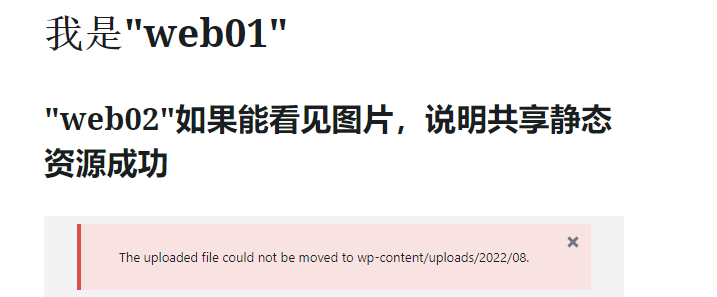 我是"web01"
"web02"如果能看见图片，说明共享静态
资源成功
The uploaded file could not be moved to wp-content/uploads/2022/08.